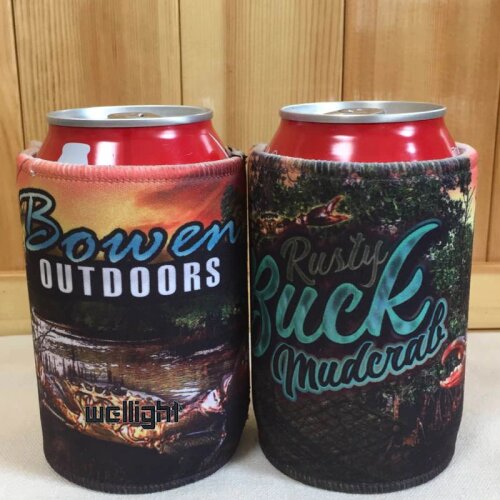 Bowen
OUTDOORS
wellight
Rusty
Buck
Mudcrab